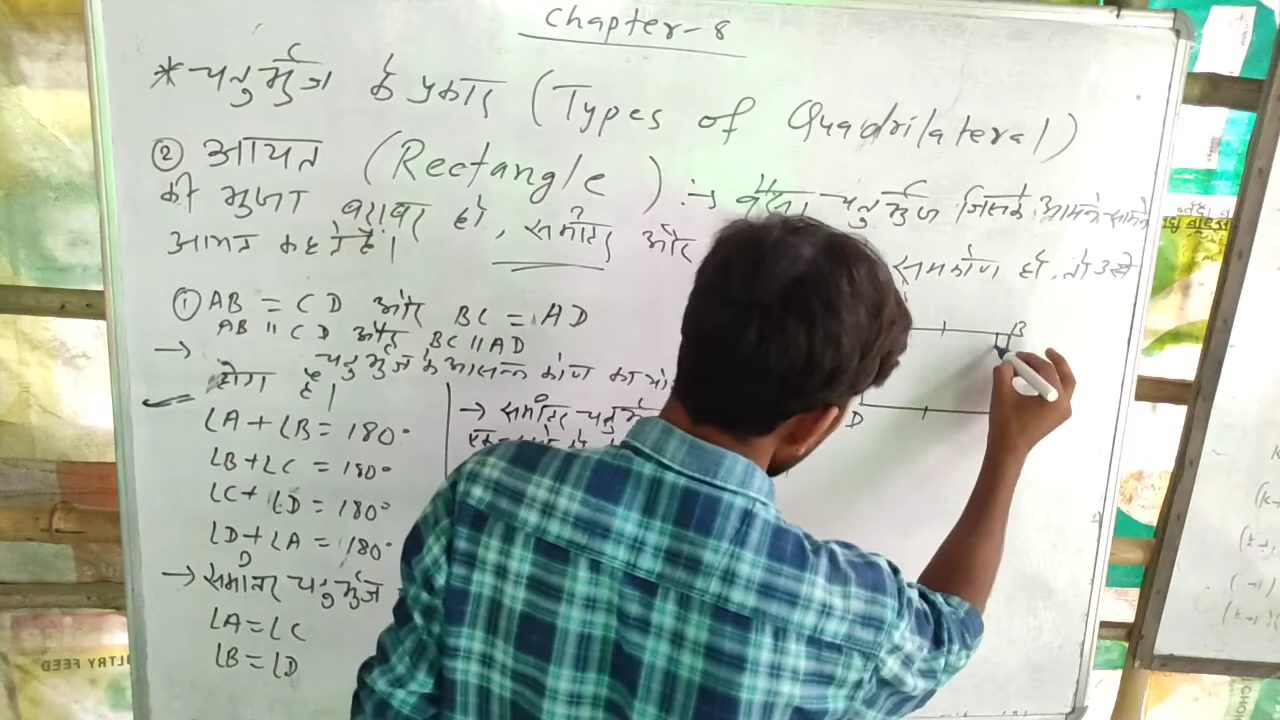 Chapter-8
* चतुर्भुज के प्रकार (Types of Quadrilateral)
② आयत (Rectangle) :→ वैसा चतुर्भुज जिसके आमने-सामने
की भुजा बराबर हो, समांतर और समकोण हो, तो उसे
आयत कहते हैं।
① AB = CD और BC = AD
AB || CD और BC || AD
→ चतुर्भुज के आसन्न कोण का
होगा है।
∠A+∠B=180°
∠B+∠C=180°
∠C+∠D=180°
∠D+∠A=180°
→ समांतर चतुर्भुज
∠A=∠C
∠B=∠D
→ समांतर
B
D
POULTRY FEED